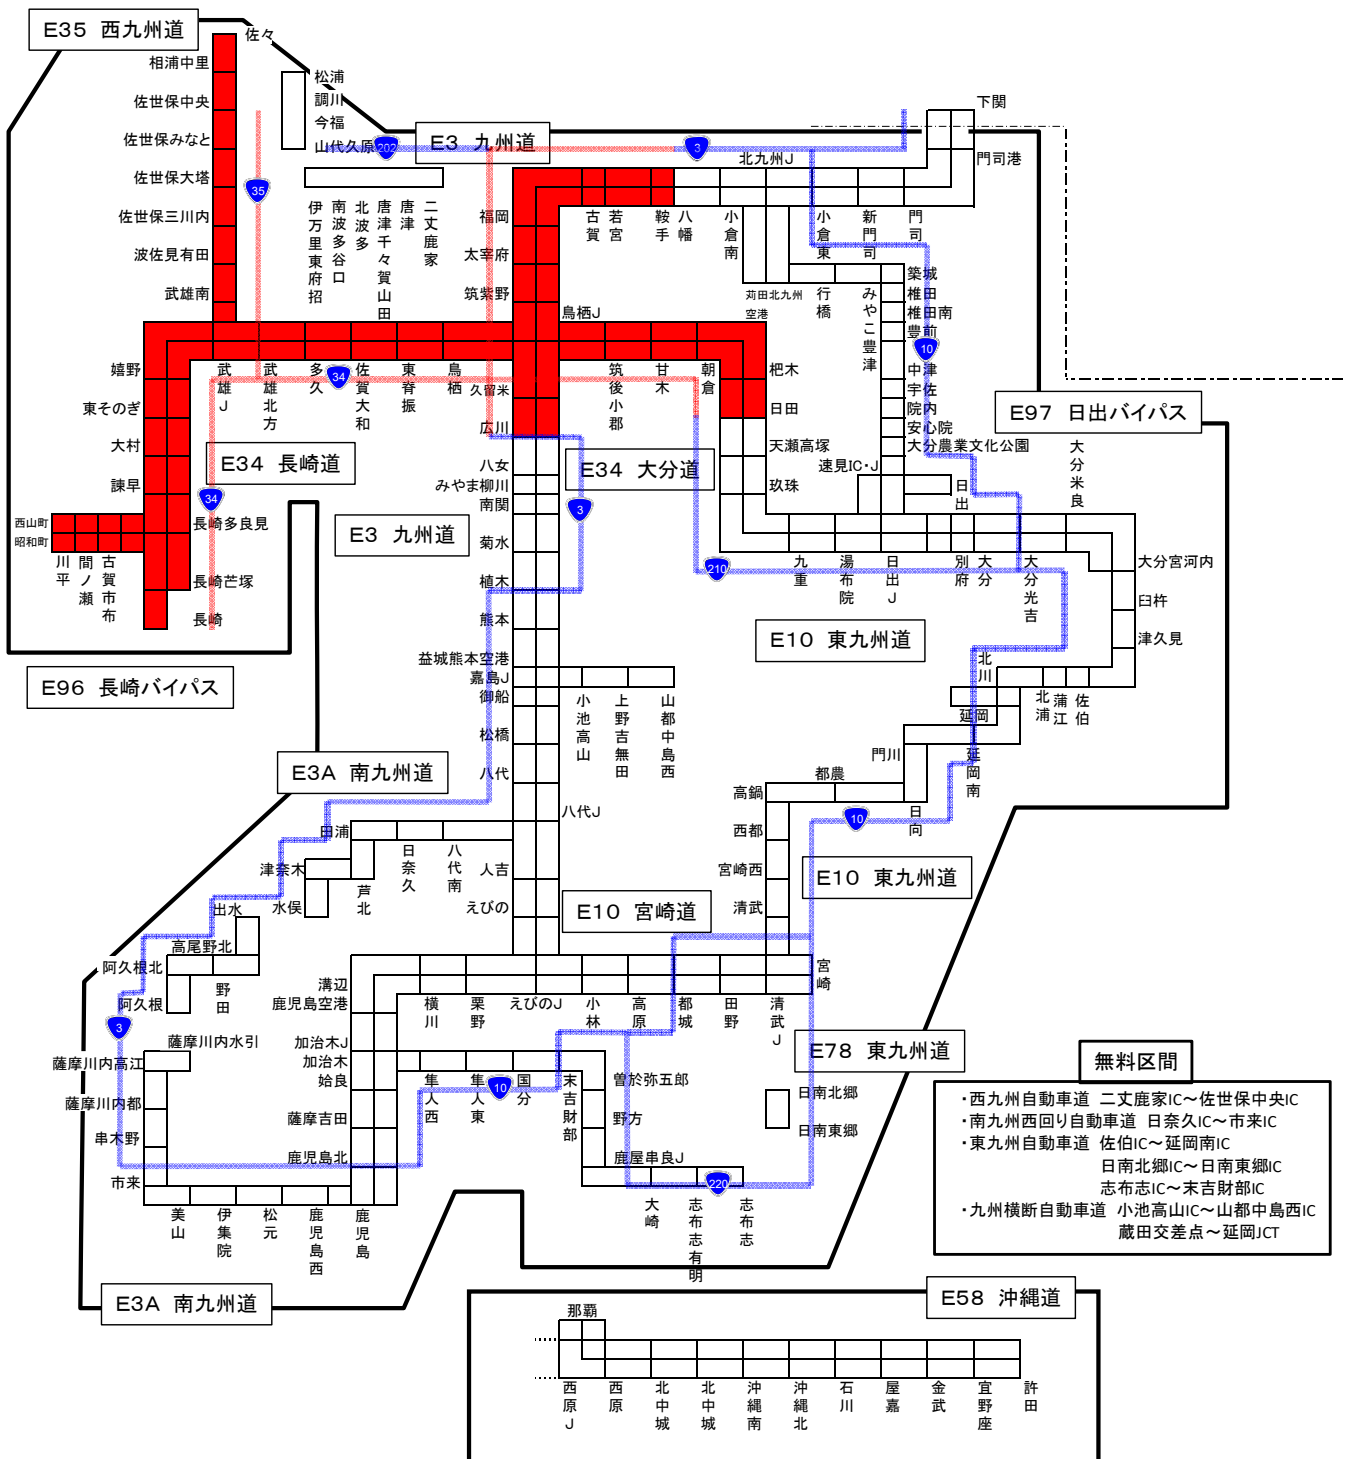 E35 西九州道
佐々
相浦中里
佐世保中央
佐世保みなと
佐世保大塔
佐世保三川内
波佐見有田
武雄南
松浦
調川
今福
山代久原
202
35
E3 九州道
3
北九州J
下関
門司港
伊万里東府招
南波多谷口
北波多
唐津千々賀山田
唐津
二丈鹿家
福岡
太宰府
筑紫野
鳥栖J
古賀
若宮
鞍手
八幡
小倉南
小倉東
新門司
門司
苅田北九州空港
行橋
みやこ豊津
築城
椎田
椎田南
豊前
10
中津
宇佐
院内
安心院
大分農業文化公園
速見IC・J
日出
大分米良
E97 日出バイパス
嬉野
東そのぎ
大村
諫早
武雄J
武雄北方
多久
34
佐賀大和
東脊振
鳥栖
久留米
広川
筑後小郡
甘木
朝倉
杷木
日田
天瀬高塚
玖珠
E34 長崎道
34
E34 大分道
西山町
昭和町
川平
間ノ瀬
古賀市布
長崎多良見
長崎芒塚
長崎
E96 長崎バイパス
E3 九州道
八女
みやま柳川
南関
菊水
植木
熊本
益城熊本空港
嘉島J
御船
松橋
八代
八代J
3
210
九重
湯布院
日出J
別府
大分
大分光吉
大分宮河内
臼杵
津久見
E10 東九州道
小池高山
上野吉無田
山都中島西
北川
北浦
蒲江
佐伯
延岡
延岡南
門川
日向
都農
高鍋
西都
宮崎西
清武
10
E10 東九州道
E3A 南九州道
田浦
日奈久
八代南
津奈木
芦北
水俣
人吉
えびの
E10 宮崎道
出水
高尾野北
阿久根北
阿久根
野田
3
溝辺
鹿児島空港
横川
栗野
えびのJ
小林
高原
都城
田野
清武J
宮崎
加治木J
加治木
姶良
薩摩吉田
鹿児島北
隼人西
隼人東
10
国分
末吉財部
曽於弥五郎
野方
鹿屋串良J
大崎
志布志有明
220
志布志
E78 東九州道
日南北郷
日南東郷
薩摩川内水引
薩摩川内高江
薩摩川内都
串木野
市来
美山
伊集院
松元
鹿児島西
鹿児島
E3A 南九州道
無料区間
・西九州自動車道 二丈鹿家IC～佐世保中央IC
・南九州西回り自動車道 日奈久IC～市来IC
・東九州自動車道 佐伯IC～延岡南IC
日南北郷IC～日南東郷IC
志布志IC～末吉財部IC
・九州横断自動車道 小池高山IC～山都中島西IC
蔵田交差点～延岡JCT
E58 沖縄道
那覇
西原J
西原
北中城
北中城
沖縄南
沖縄北
石川
屋嘉
金武
宜野座
許田